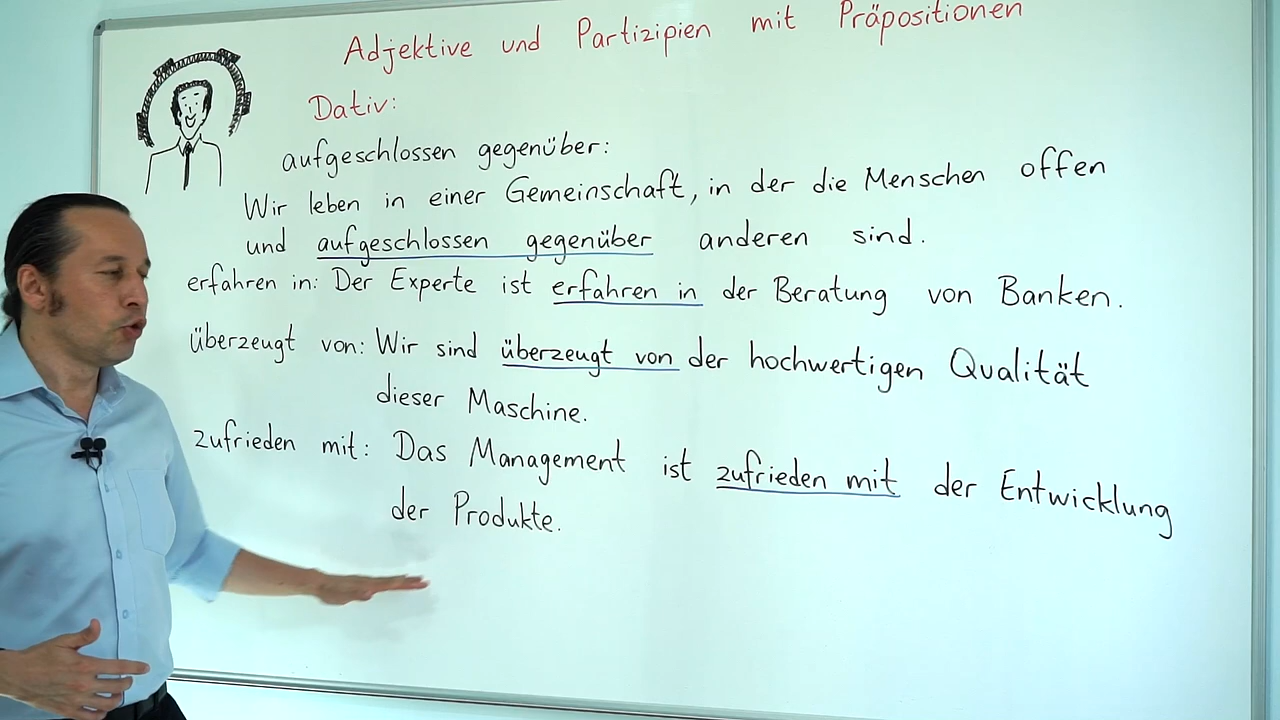 Adjektive und Partizipien mit Präpositionen
Dativ:
aufgeschlossen gegenüber:
Wir leben in einer Gemeinschaft, in der die Menschen offen
und aufgeschlossen gegenüber anderen sind.
erfahren in: Der Experte ist erfahren in der Beratung von Banken.
überzeugt von: Wir sind überzeugt von der hochwertigen Qualität
dieser Maschine.
zufrieden mit: Das Management ist zufrieden mit der Entwicklung
der Produkte.